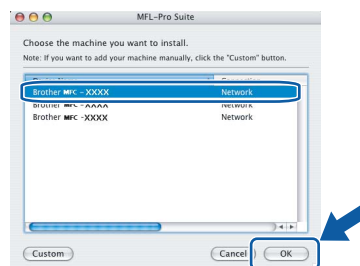 MFL-Pro Suite
Choose the machine you want to install.
Note: If you want to add your machine manually, click the "Custom" button.
Brother MFC - XXXX Network
Brother MFC - XXXX Network
Brother MFC -XXXX Network
Custom Cancel OK